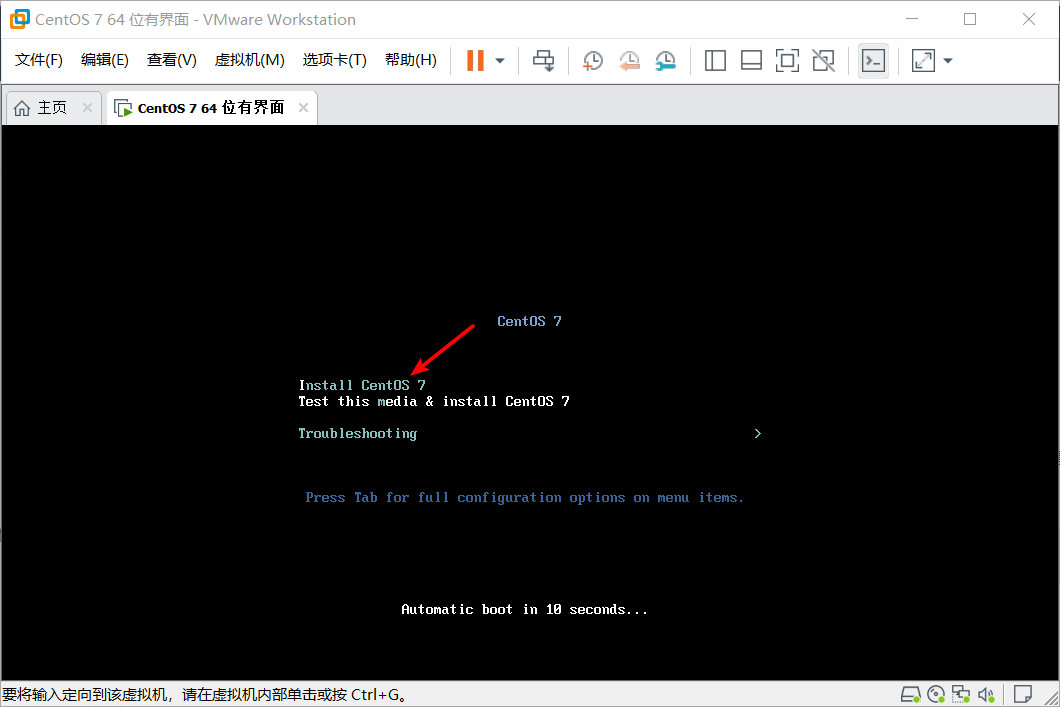 CentOS 7 64 位有界面 - VMware Workstation
文件(F) 编辑(E) 查看(V) 虚拟机(M) 选项卡(T) 帮助(H)
主页 CentOS 7 64 位有界面
CentOS 7
Install CentOS 7
Test this media & install CentOS 7
Troubleshooting >
Press Tab for full configuration options on menu items.
Automatic boot in 10 seconds...
要将输入定向到该虚拟机，请在虚拟机内部单击或按 Ctrl+G。